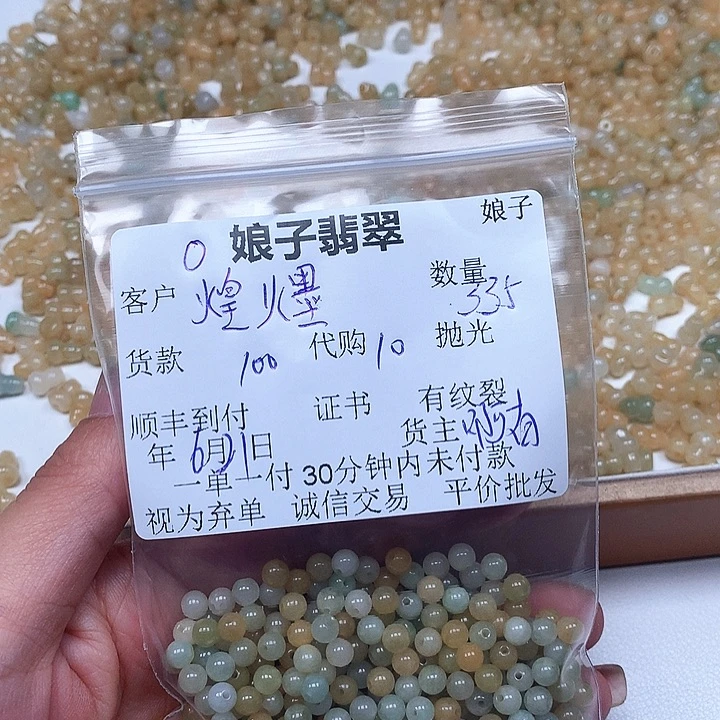 娘子
娘子翡翠
客户 煌 数量 335
货款 100 代购 10 抛光
顺丰到付 证书 有纹裂
年 6月21日 货主
一单一付 30分钟内未付款
视为弃单 诚信交易 平价批发